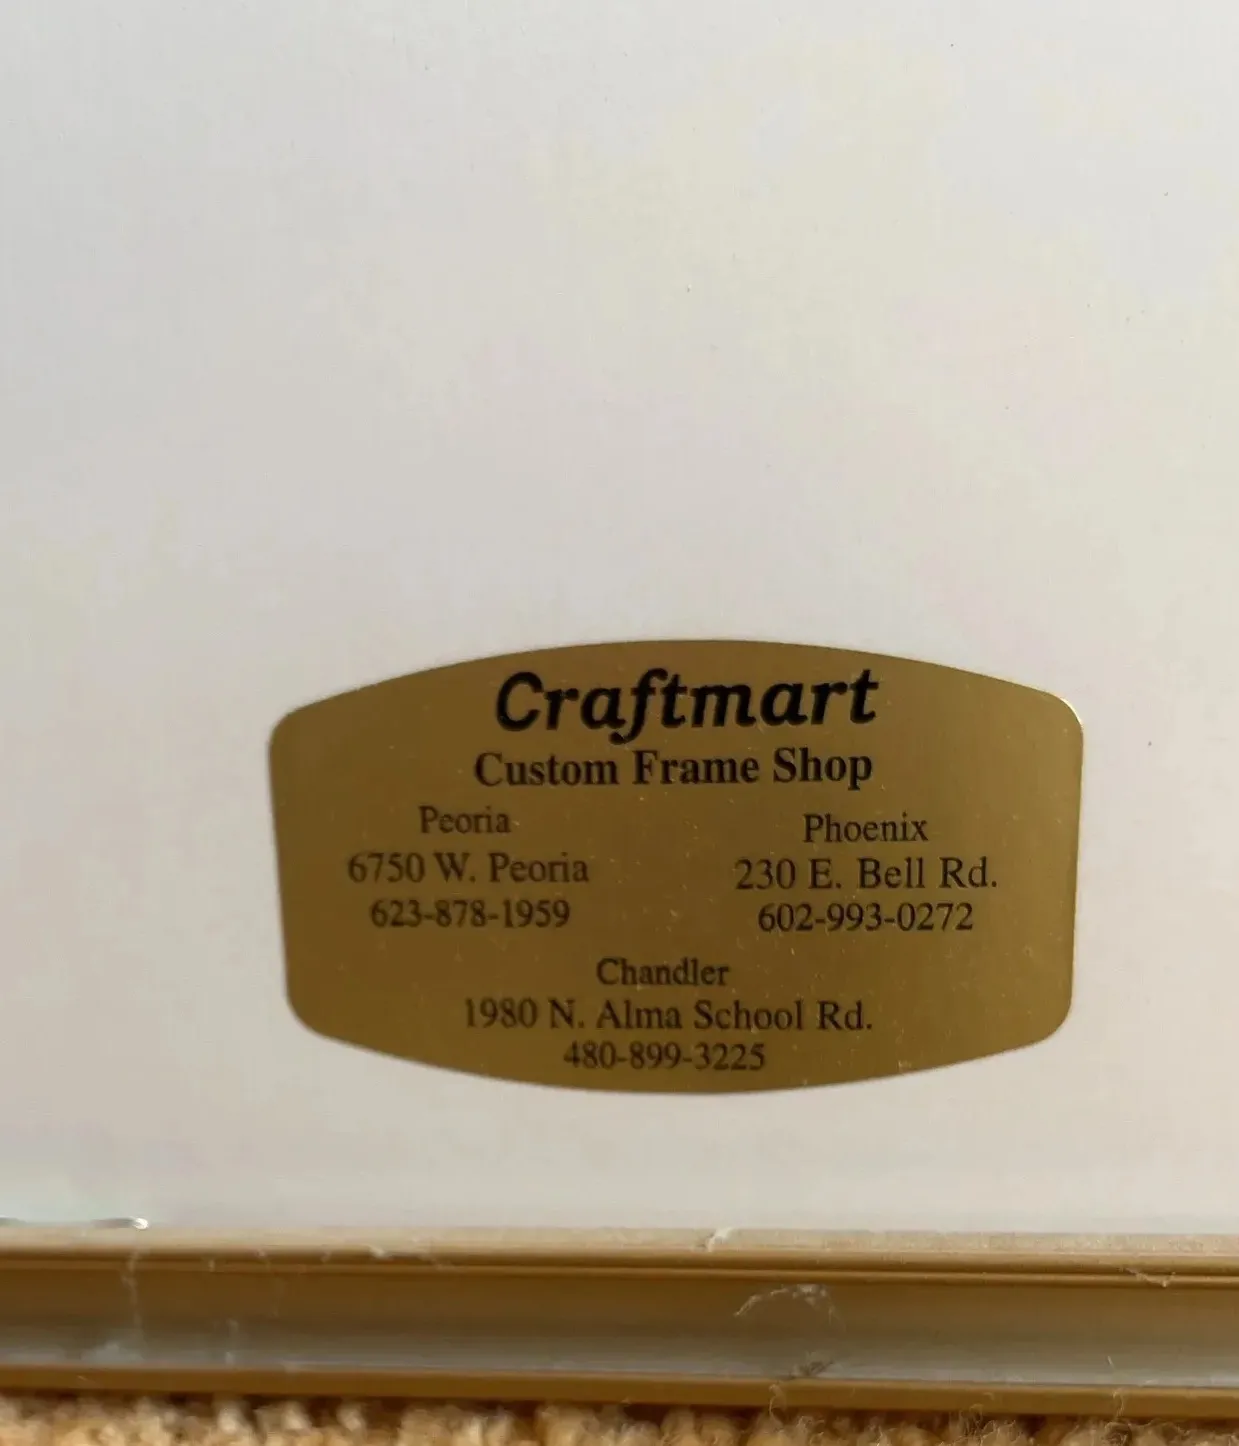 Craftmart
Custom Frame Shop
Peoria
6750 W. Peoria
623-878-1959
Phoenix
230 E. Bell Rd.
602-993-0272
Chandler
1980 N. Alma School Rd.
480-899-3225